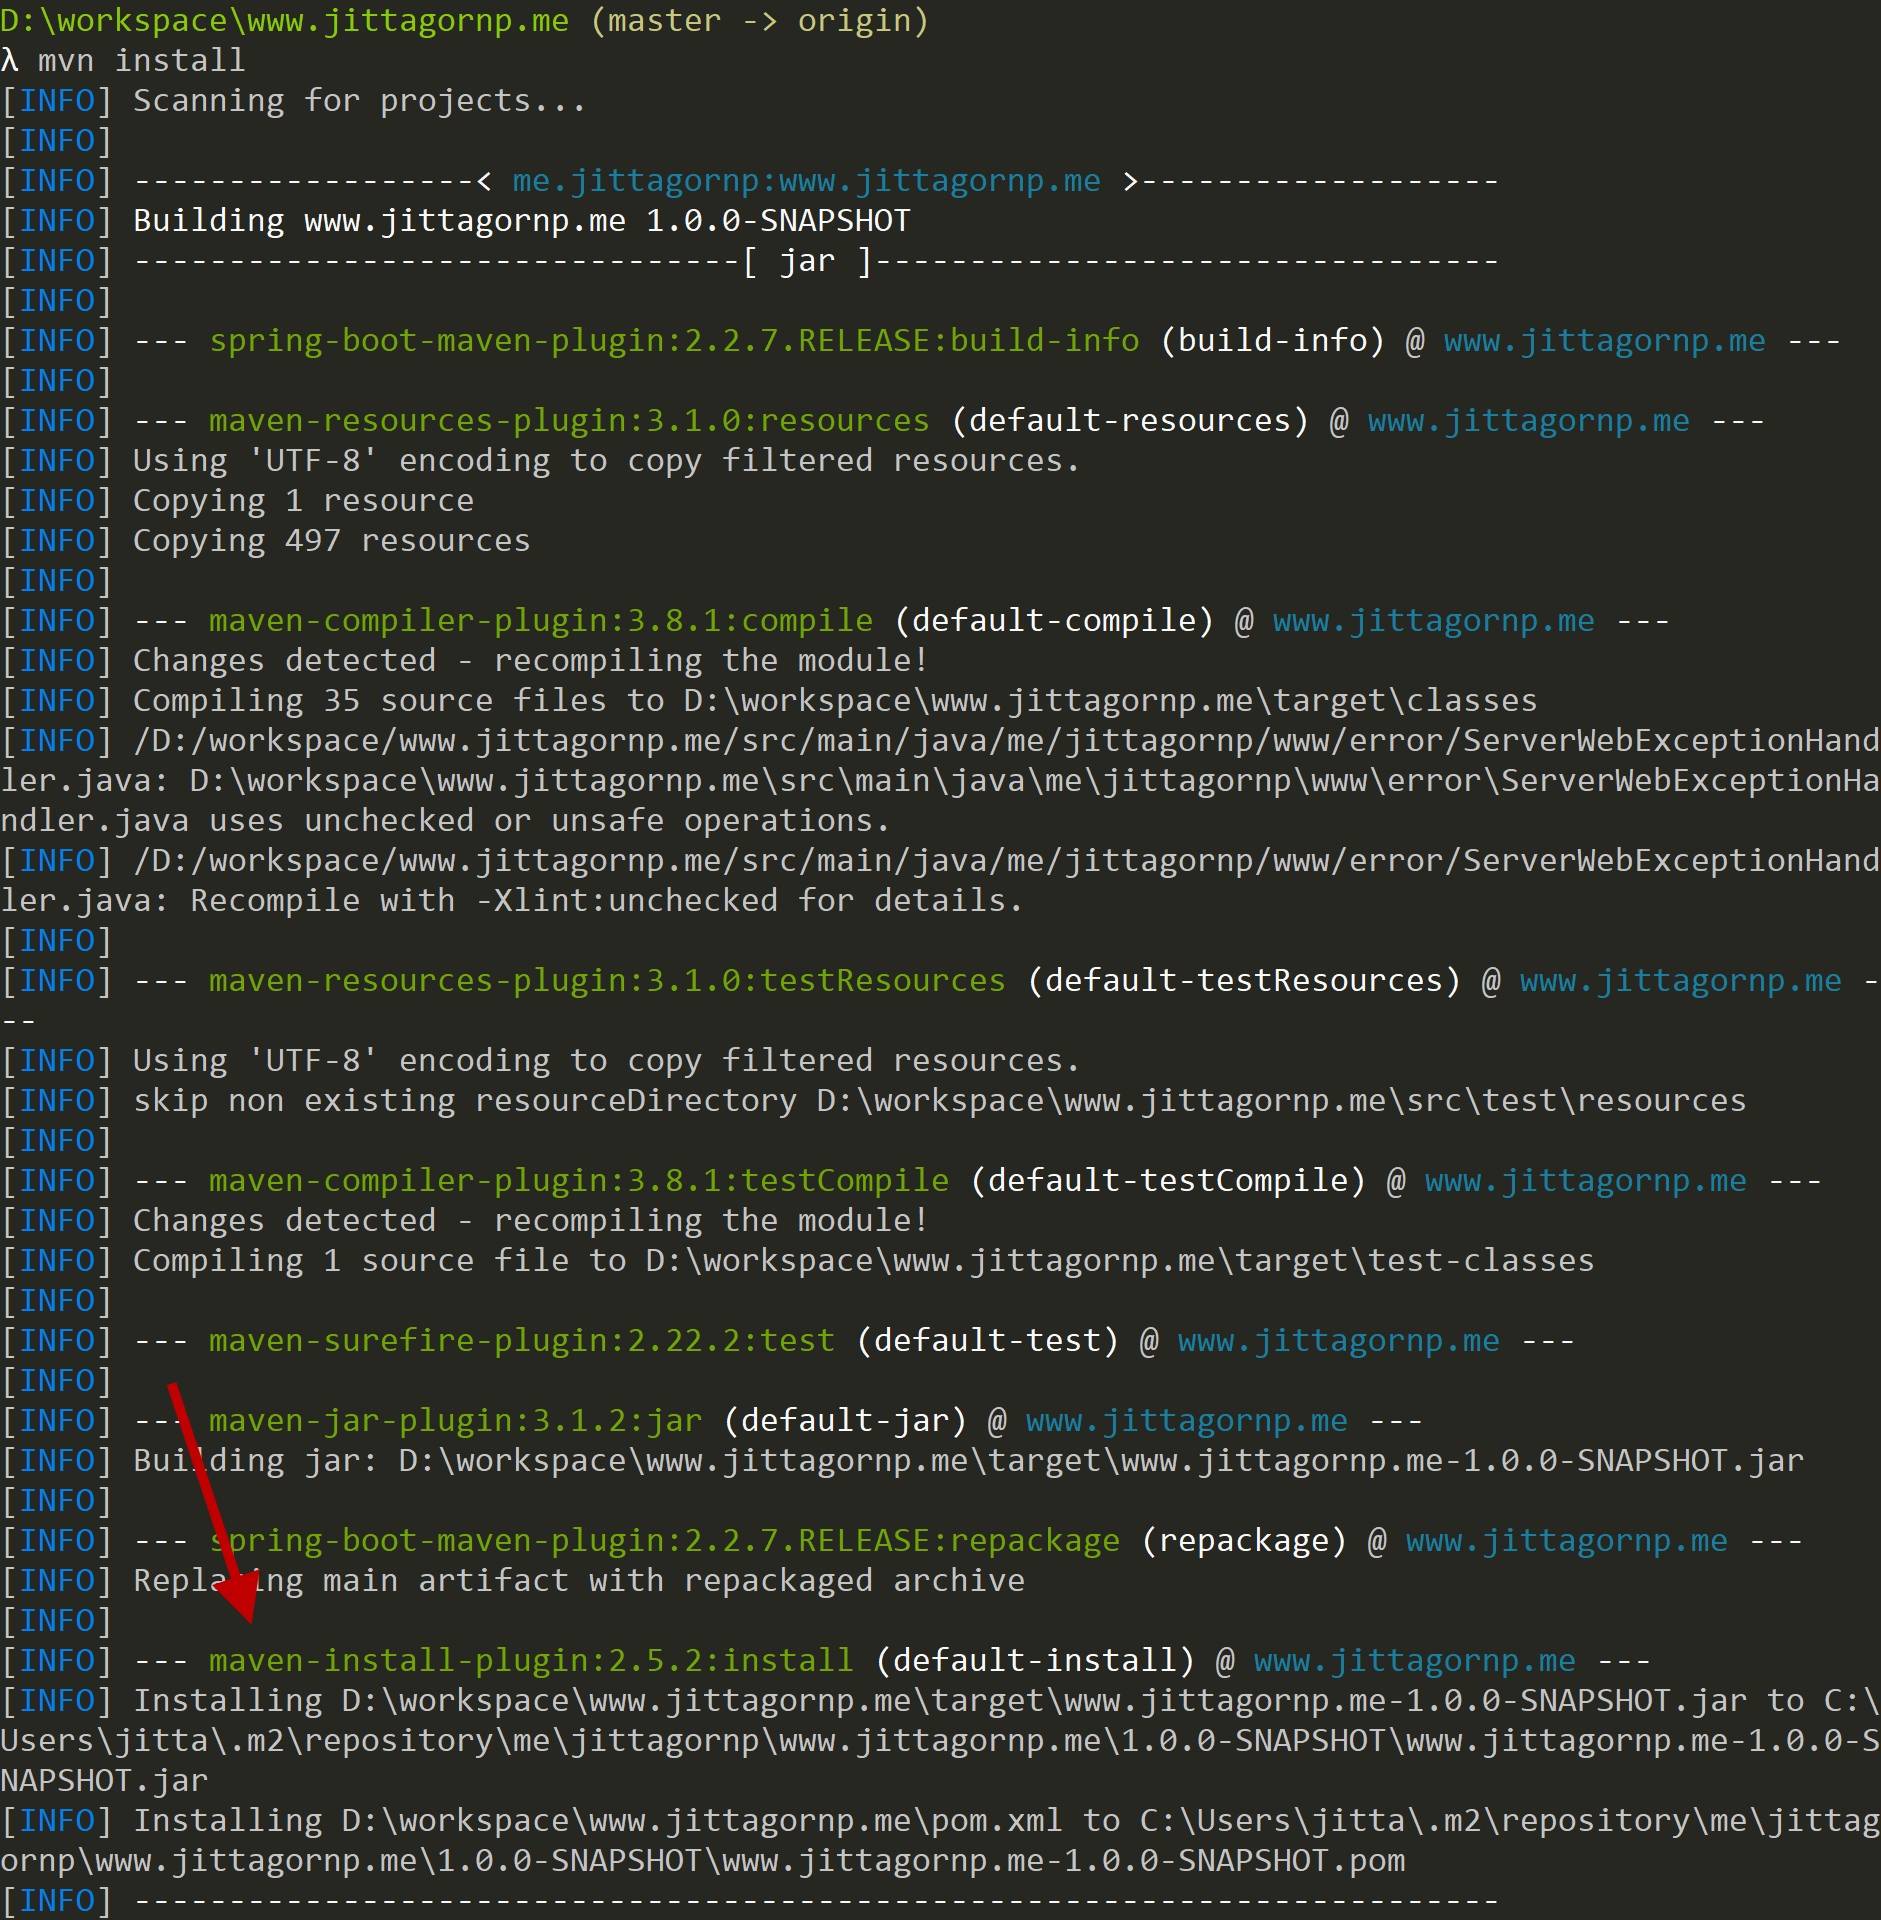 D:\workspace\www.jittagornp.me (master -> origin)
λ mvn install
[INFO] Scanning for projects...
[INFO]
[INFO] ------------------< me.jittagornp:www.jittagornp.me >-------------------
[INFO] Building www.jittagornp.me 1.0.0-SNAPSHOT
[INFO] --------------------------------[ jar ]---------------------------------
[INFO]
[INFO] --- spring-boot-maven-plugin:2.2.7.RELEASE:build-info (build-info) @ www.jittagornp.me ---
[INFO]
[INFO] --- maven-resources-plugin:3.1.0:resources (default-resources) @ www.jittagornp.me ---
[INFO] Using 'UTF-8' encoding to copy filtered resources.
[INFO] Copying 1 resource
[INFO] Copying 497 resources
[INFO]
[INFO] --- maven-compiler-plugin:3.8.1:compile (default-compile) @ www.jittagornp.me ---
[INFO] Changes detected - recompiling the module!
[INFO] Compiling 35 source files to D:\workspace\www.jittagornp.me\target\classes
[INFO] /D:/workspace/www.jittagornp.me/src/main/java/me/jittagornp/www/error/ServerWebExceptionHand
ler.java: D:\workspace\www.jittagornp.me\src\main\java\me\jittagornp\www\error\ServerWebExceptionHa
ndler.java uses unchecked or unsafe operations.
[INFO] /D:/workspace/www.jittagornp.me/src/main/java/me/jittagornp/www/error/ServerWebExceptionHand
ler.java: Recompile with -Xlint:unchecked for details.
[INFO]
[INFO] --- maven-resources-plugin:3.1.0:testResources (default-testResources) @ www.jittagornp.me -
--
[INFO] Using 'UTF-8' encoding to copy filtered resources.
[INFO] skip non existing resourceDirectory D:\workspace\www.jittagornp.me\src\test\resources
[INFO]
[INFO] --- maven-compiler-plugin:3.8.1:testCompile (default-testCompile) @ www.jittagornp.me ---
[INFO] Changes detected - recompiling the module!
[INFO] Compiling 1 source file to D:\workspace\www.jittagornp.me\target\test-classes
[INFO]
[INFO] --- maven-surefire-plugin:2.22.2:test (default-test) @ www.jittagornp.me ---
[INFO]
[INFO] --- maven-jar-plugin:3.1.2:jar (default-jar) @ www.jittagornp.me ---
[INFO] Building jar: D:\workspace\www.jittagornp.me\target\www.jittagornp.me-1.0.0-SNAPSHOT.jar
[INFO]
[INFO] --- spring-boot-maven-plugin:2.2.7.RELEASE:repackage (repackage) @ www.jittagornp.me ---
[INFO] Replacing main artifact with repackaged archive
[INFO]
[INFO] --- maven-install-plugin:2.5.2:install (default-install) @ www.jittagornp.me ---
[INFO] Installing D:\workspace\www.jittagornp.me\target\www.jittagornp.me-1.0.0-SNAPSHOT.jar to C:\
Users\jitta\.m2\repository\me\jittagornp\www.jittagornp.me\1.0.0-SNAPSHOT\www.jittagornp.me-1.0.0-S
NAPSHOT.jar
[INFO] Installing D:\workspace\www.jittagornp.me\pom.xml to C:\Users\jitta\.m2\repository\me\jittag
ornp\www.jittagornp.me\1.0.0-SNAPSHOT\www.jittagornp.me-1.0.0-SNAPSHOT.pom
[INFO] ------------------------------------------------------------------------